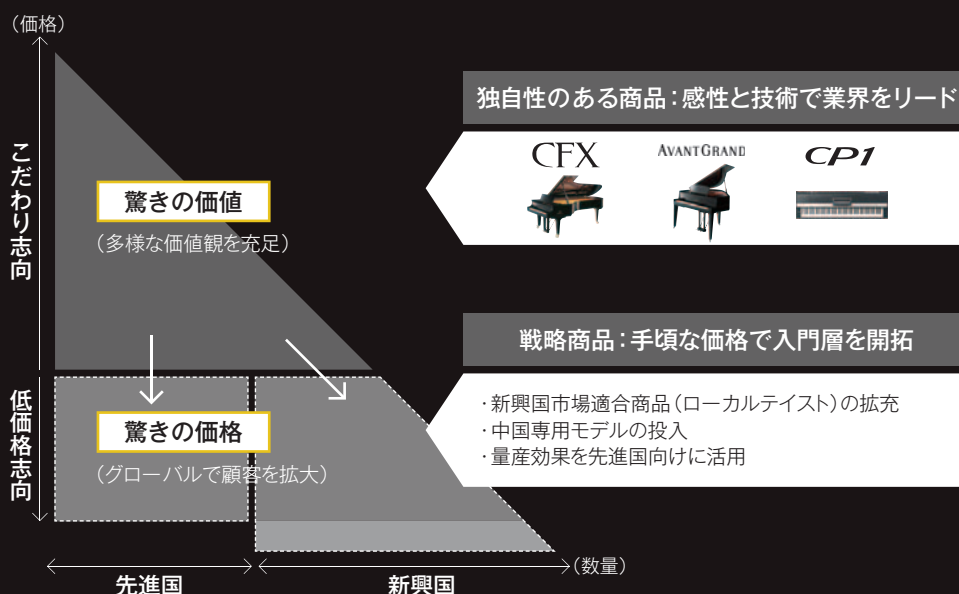 （価格）
こだわり志向
低価格志向
驚きの価値
（多様な価値観を充足）
驚きの価格
（グローバルで顧客を拡大）
独自性のある商品：感性と技術で業界をリード
CFX
AVANTGRAND
CP1
戦略商品：手頃な価格で入門層を開拓
・新興国市場適合商品（ローカルテイスト）の拡充
・中国専用モデルの投入
・量産効果を先進国向けに活用
（数量）
先進国
新興国